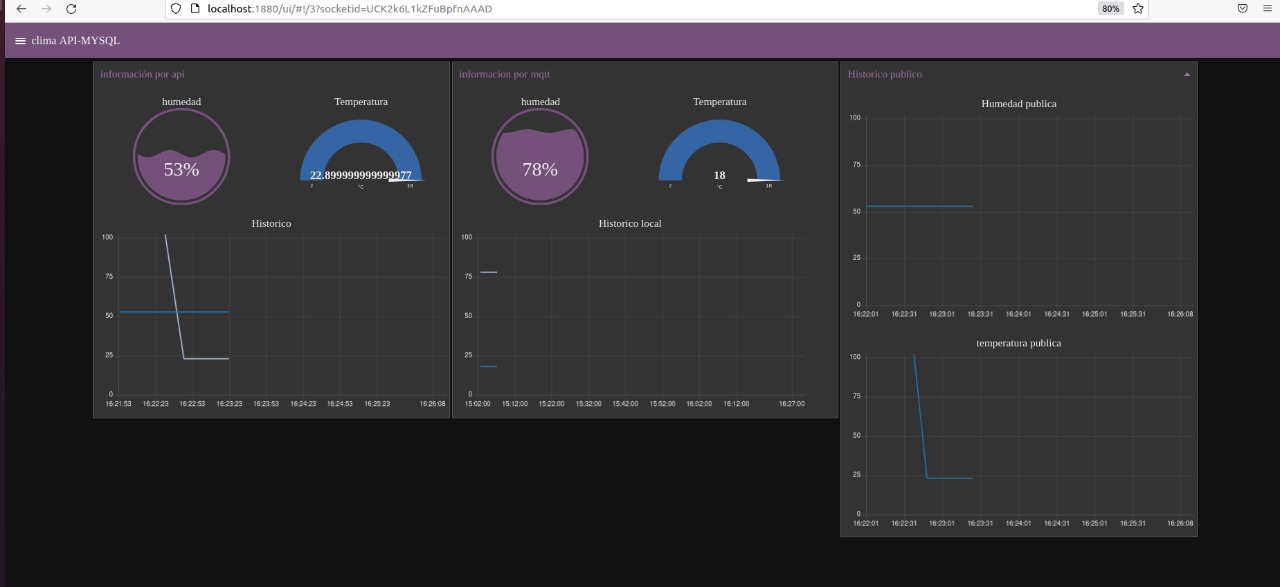 localhost:1880/ui/#!/3?socketid=UCK2k6L1kZFuBpfnAAAD
80%
clima API-MYSQL
información por api
humedad
53%
Temperatura
22.899999999999977
2
°C
18
Historico
100
75
50
25
0
16:21:53 16:22:23 16:22:53 16:23:23 16:23:53 16:24:23 16:24:53 16:25:23 16:26:08
informacion por mqtt
humedad
78%
Temperatura
18
2
°C
18
Historico local
100
75
50
25
0
15:02:00 15:12:00 15:22:00 15:32:00 15:42:00 15:52:00 16:02:00 16:12:00 16:27:00
Historico publico
Humedad publica
100
75
50
25
0
16:22:01 16:22:31 16:23:01 16:23:31 16:24:01 16:24:31 16:25:01 16:25:31 16:26:08
temperatura publica
100
75
50
25
0
16:22:01 16:22:31 16:23:01 16:23:31 16:24:01 16:24:31 16:25:01 16:25:31 16:26:08